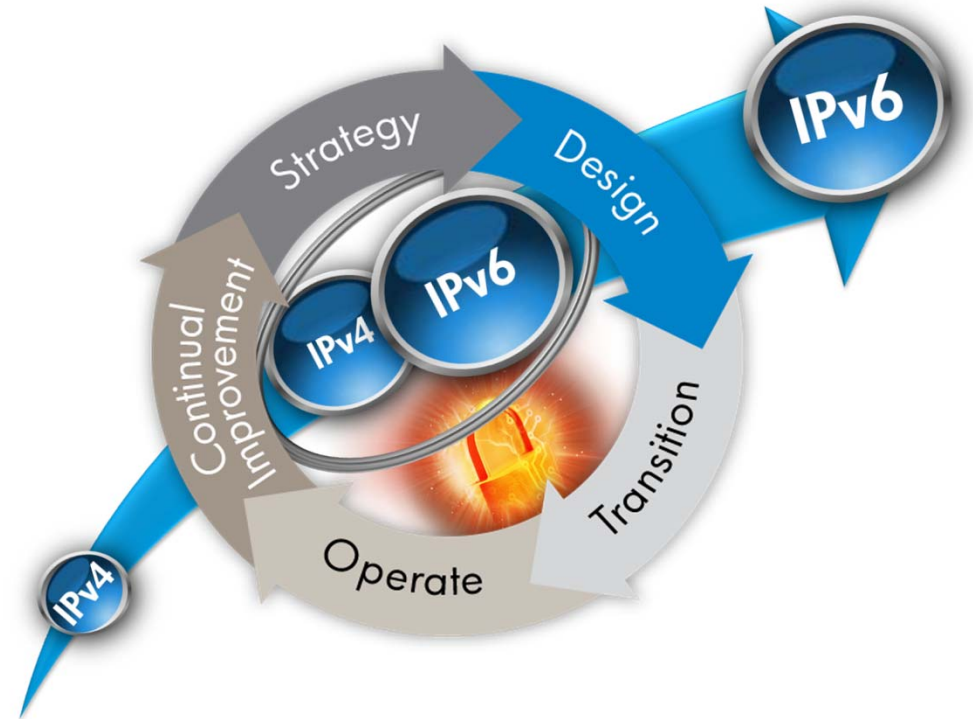 IPv6
Strategy
Design
IPv6
IPv4
Continual
Improvement
Transition
Operate
IPv4